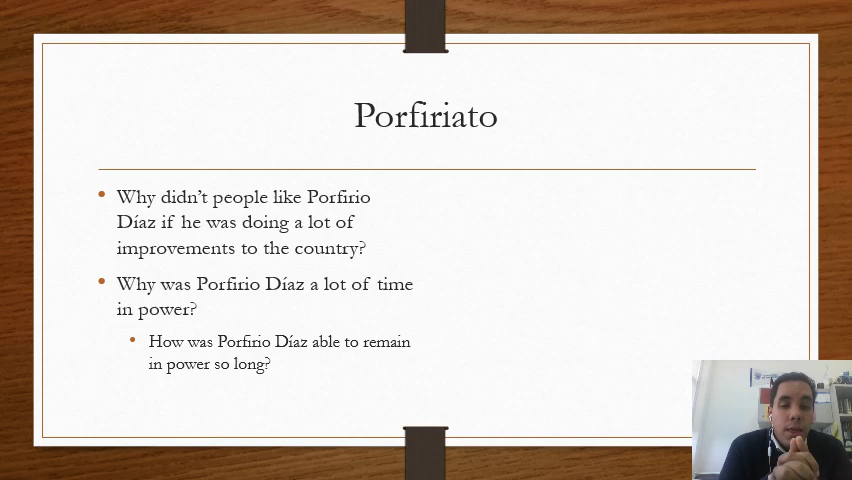 Porfiriato
Why didn't people like Porfirio
Díaz if he was doing a lot of
improvements to the country?
Why was Porfirio Díaz a lot of time
in power?
How was Porfirio Díaz able to remain
in power so long?